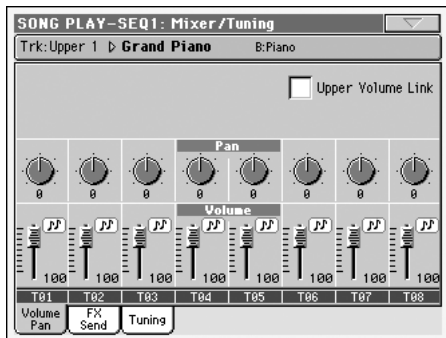 SONG PLAY-SEQ1: Mixer/Tuning
Trk: Upper 1 ▷ Grand Piano B:Piano
Upper Volume Link
Pan
0 0 0 0 0 0 0 0
Volume
100 100 100 100 100 100 100 100
T01 T02 T03 T04 T05 T06 T07 T08
Volume Pan FX Send Tuning